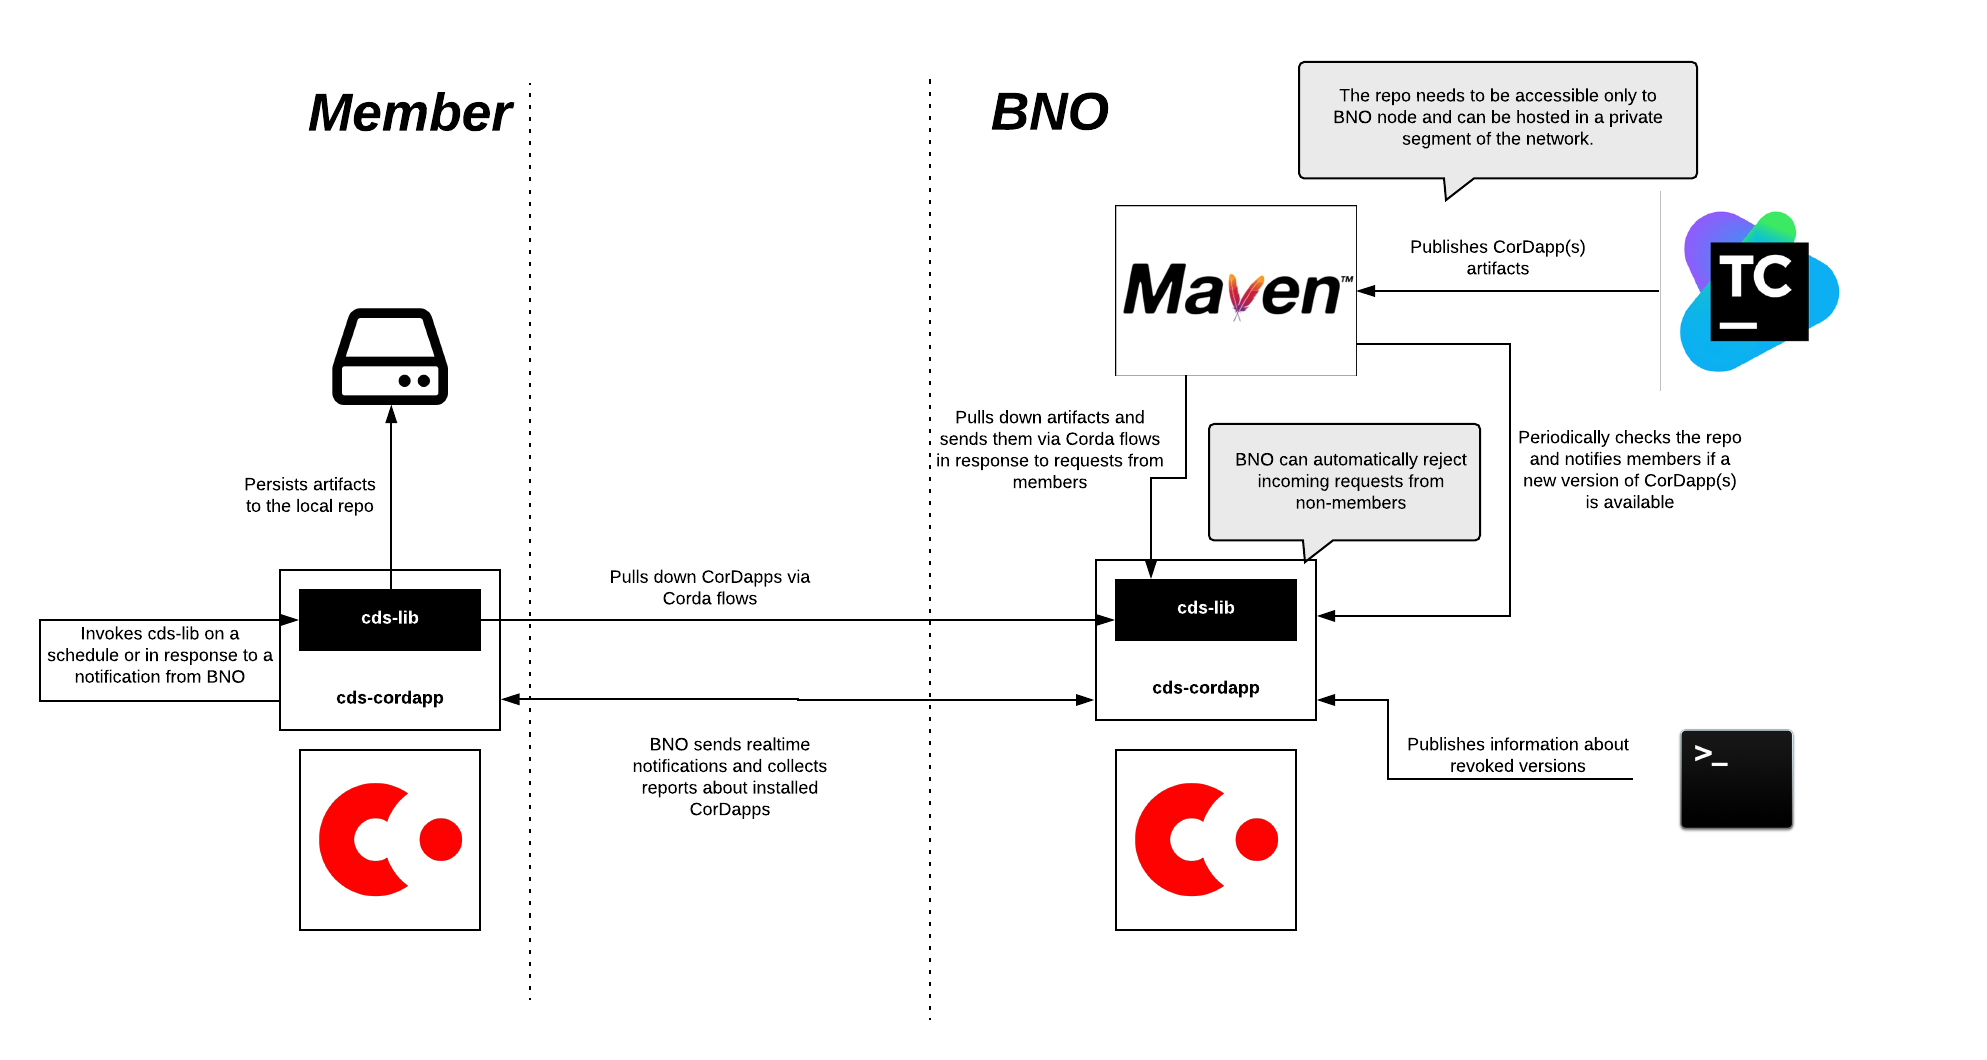 Member
BNO
The repo needs to be accessible only to
BNO node and can be hosted in a private
segment of the network.
Maven™
Publishes CorDapp(s)
artifacts
TC
Pulls down artifacts and
sends them via Corda flows
in response to requests from
members
BNO can automatically reject
incoming requests from
non-members
Periodically checks the repo
and notifies members if a
new version of CorDapp(s)
is available
Persists artifacts
to the local repo
Pulls down CorDapps via
Corda flows
cds-lib
cds-cordapp
Invokes cds-lib on a
schedule or in response to a
notification from BNO
cds-lib
cds-cordapp
BNO sends realtime
notifications and collects
reports about installed
CorDapps
Publishes information about
revoked versions
>_